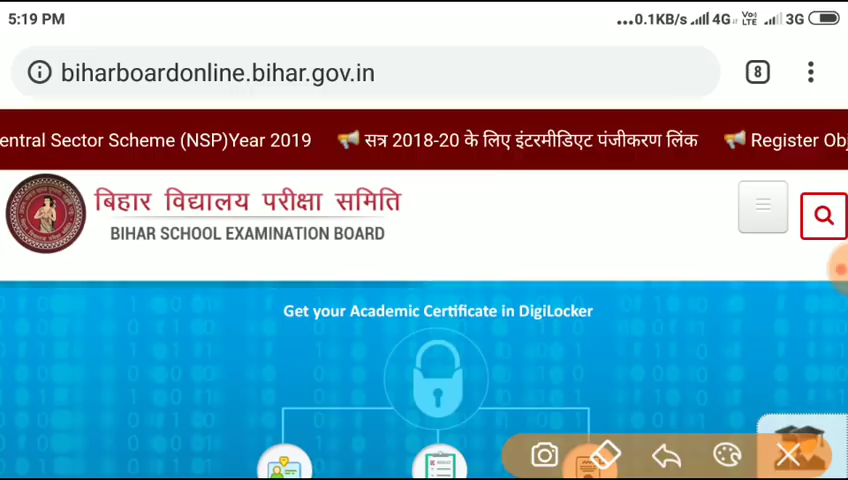 5:19 PM
...0.1KB/s 4G Vo) LTE 3G
biharboardonline.bihar.gov.in
8
entral Sector Scheme (NSP)Year 2019 सत्र 2018-20 के लिए इंटरमीडिएट पंजीकरण लिंक Register Obj
बिहार विद्यालय परीक्षा समिति
BIHAR SCHOOL EXAMINATION BOARD
Get your Academic Certificate in DigiLocker